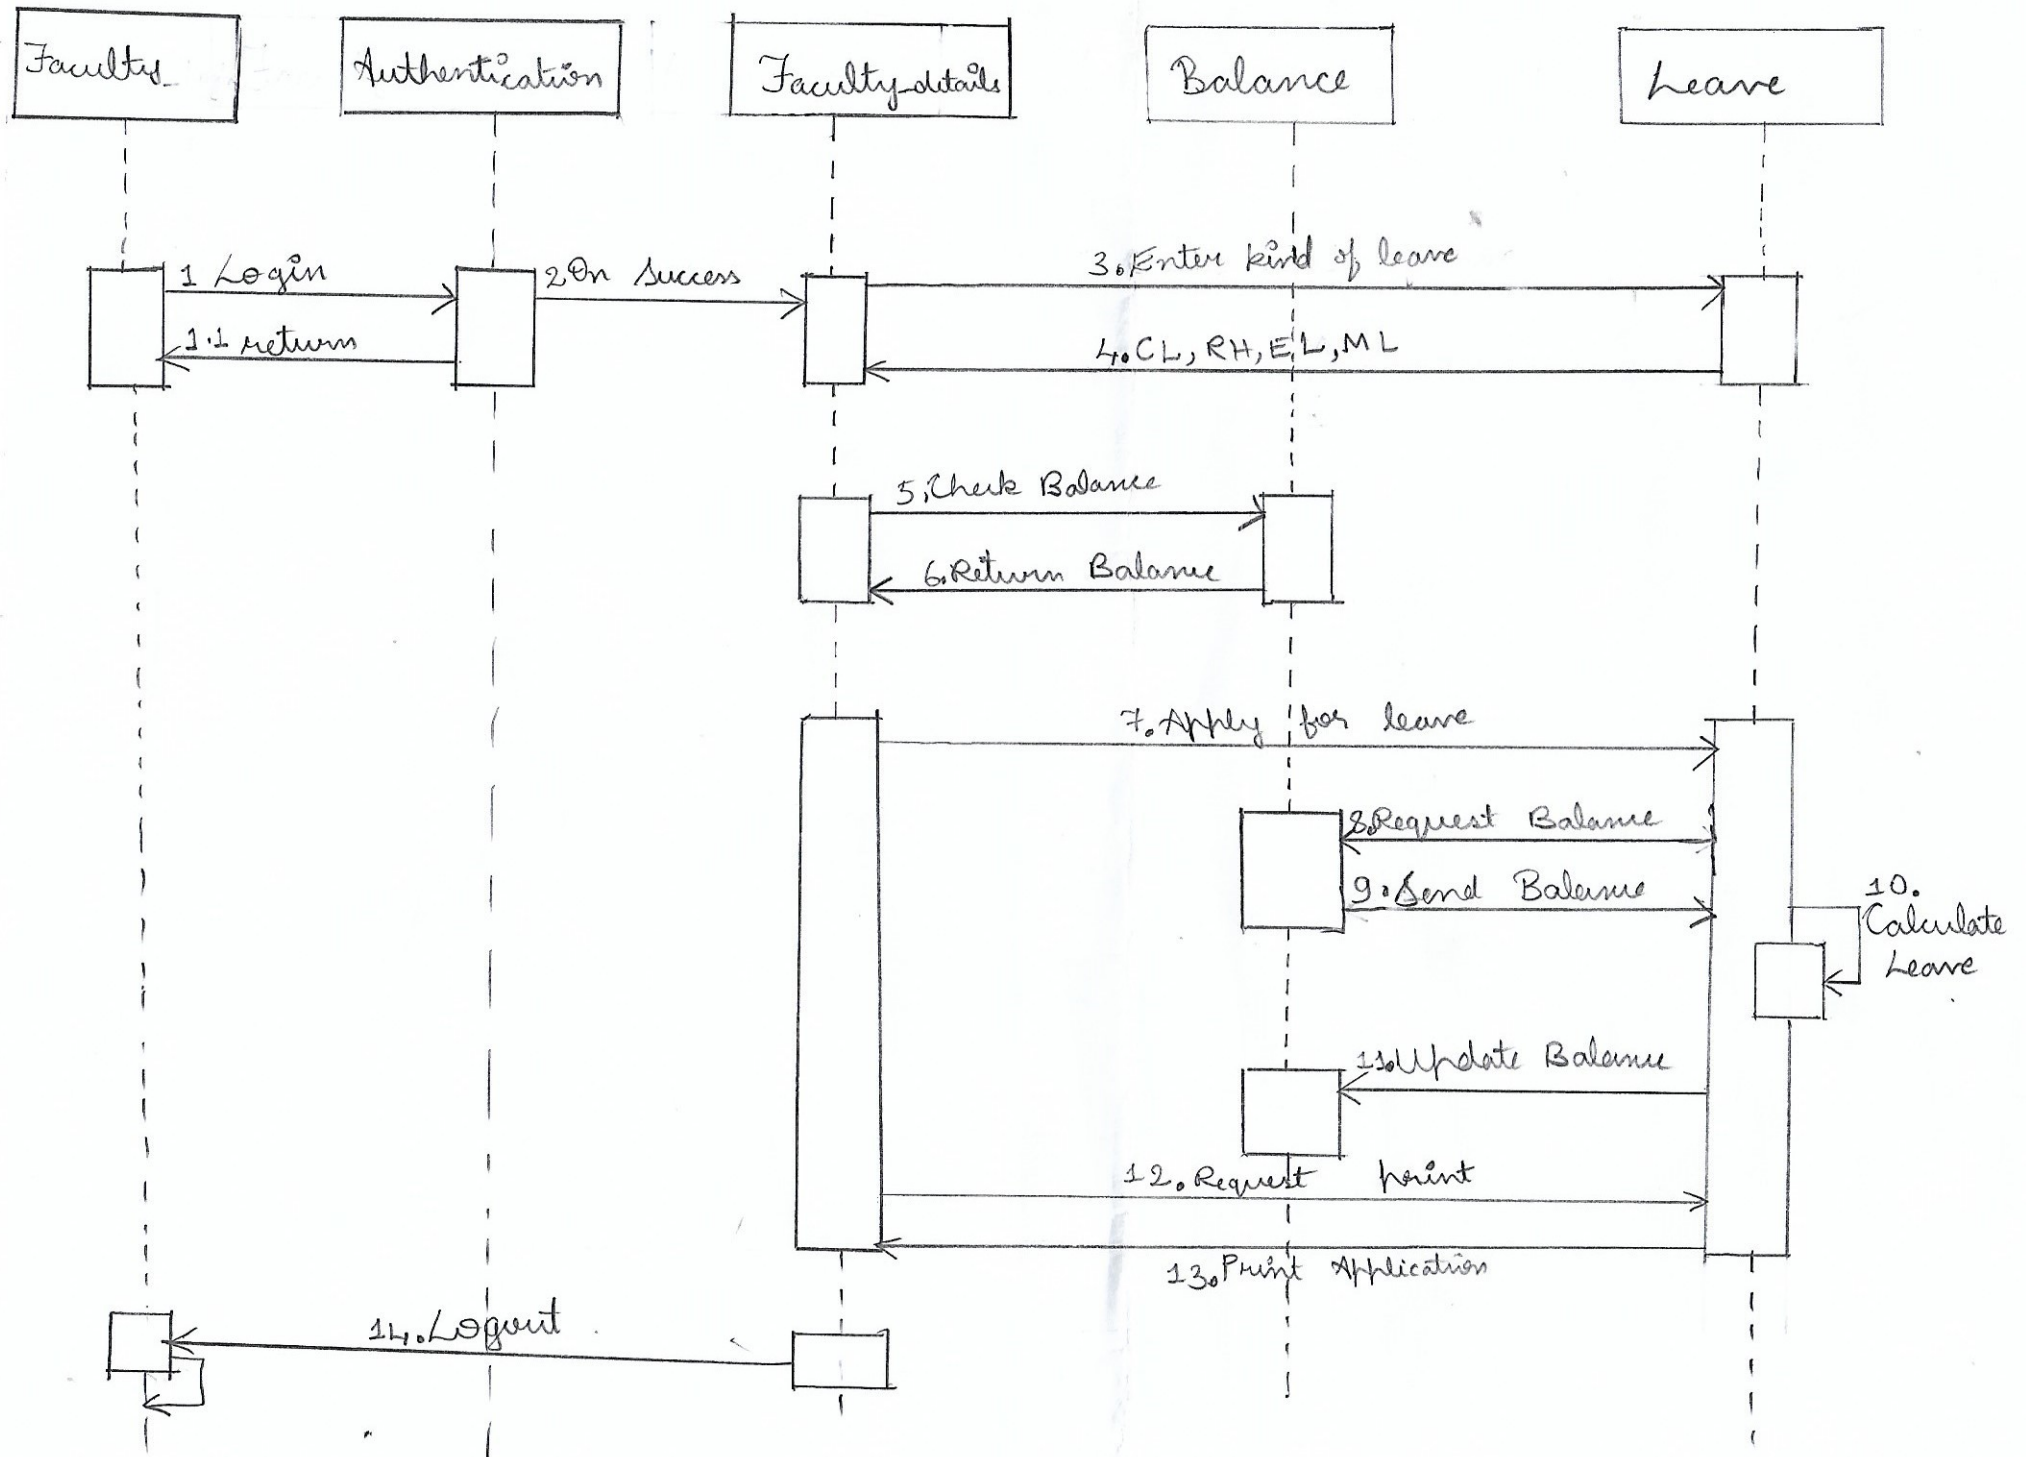 Faculty
Authentication
Faculty_details
Balance
Leave
1 Login
2 On Success
3. Enter kind of leave
1.1 return
4. CL, RH, EL, ML
5. Check Balance
6. Return Balance
7. Apply for leave
8. Request Balance
9. Send Balance
10.
Calculate
Leave
11. Update Balance
12. Request print
13. Print Application
14. Logout